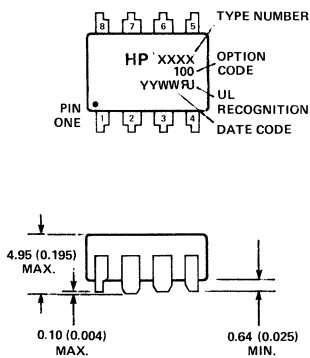 8 7 6 5
TYPE NUMBER
HP XXXX
100
OPTION
CODE
YYWWRU
UL
RECOGNITION
DATE CODE
PIN
ONE
1 2 3 4
4.95 (0.195)
MAX.
0.10 (0.004)
MAX.
0.64 (0.025)
MIN.